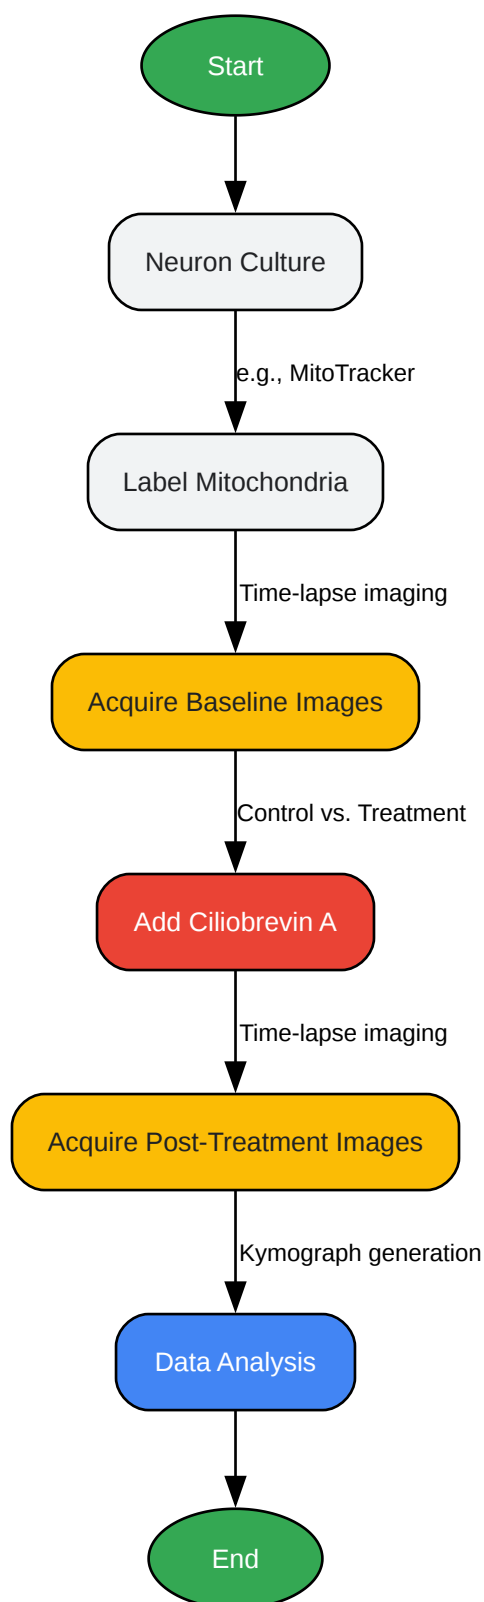 Start
Neuron Culture
e.g., MitoTracker
Label Mitochondria
Time-lapse imaging
Acquire Baseline Images
Control vs. Treatment
Add Ciliobrevin A
Time-lapse imaging
Acquire Post-Treatment Images
Kymograph generation
Data Analysis
End